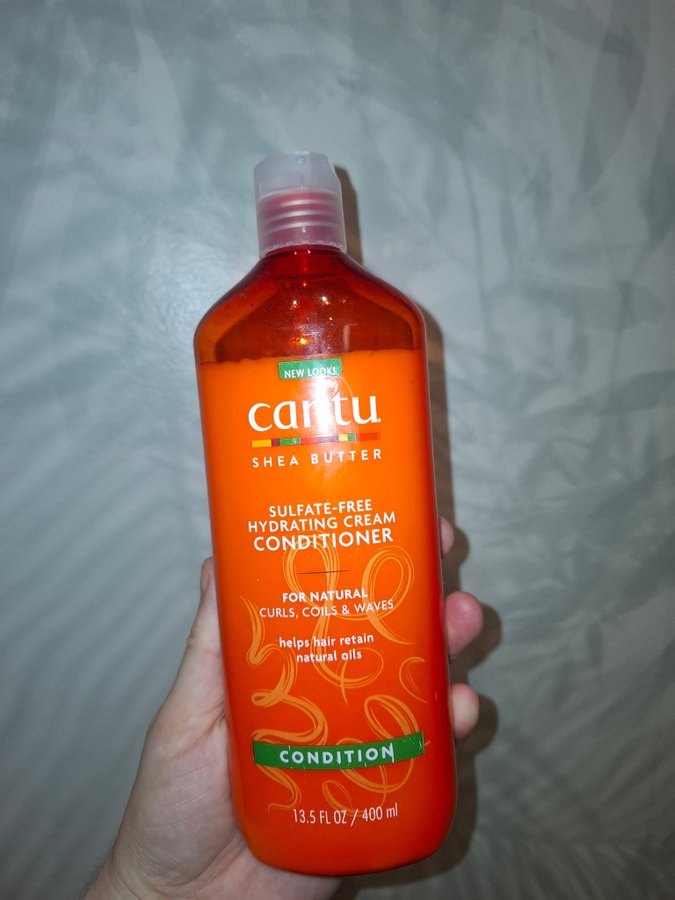 NEW LOOK!
cantu
SHEA BUTTER
SULFATE-FREE
HYDRATING CREAM
CONDITIONER
FOR NATURAL
CURLS, COILS & WAVES
helps hair retain
natural oils
CONDITION
13.5 FL OZ / 400 ml